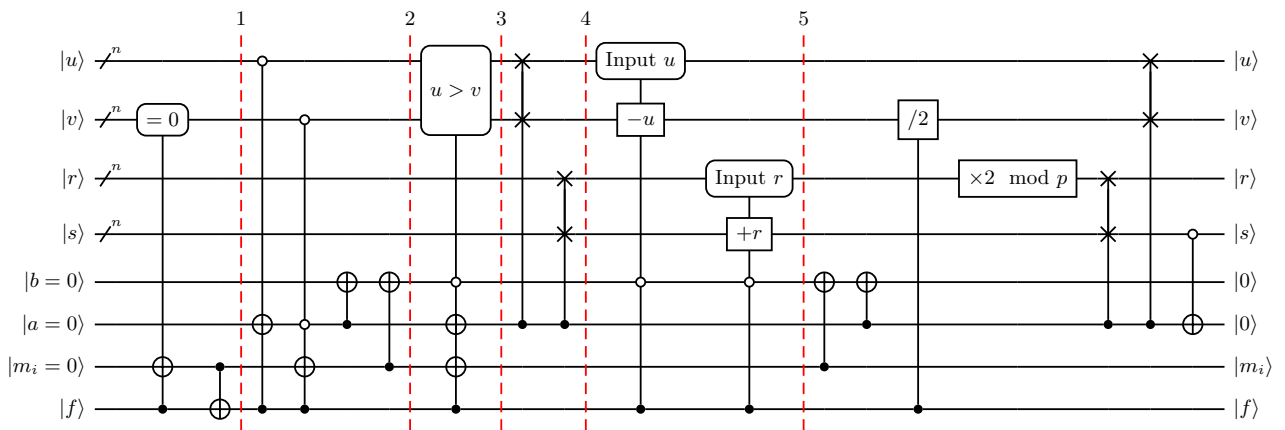 1 2 3 4 5
|u⟩ n Input u |u⟩
u > v
|v⟩ n = 0 −u /2 |v⟩
|r⟩ n Input r ×2 mod p |r⟩
|s⟩ n +r |s⟩
|b = 0⟩ |0⟩
|a = 0⟩ |0⟩
|m_i = 0⟩ |m_i⟩
|f⟩ |f⟩